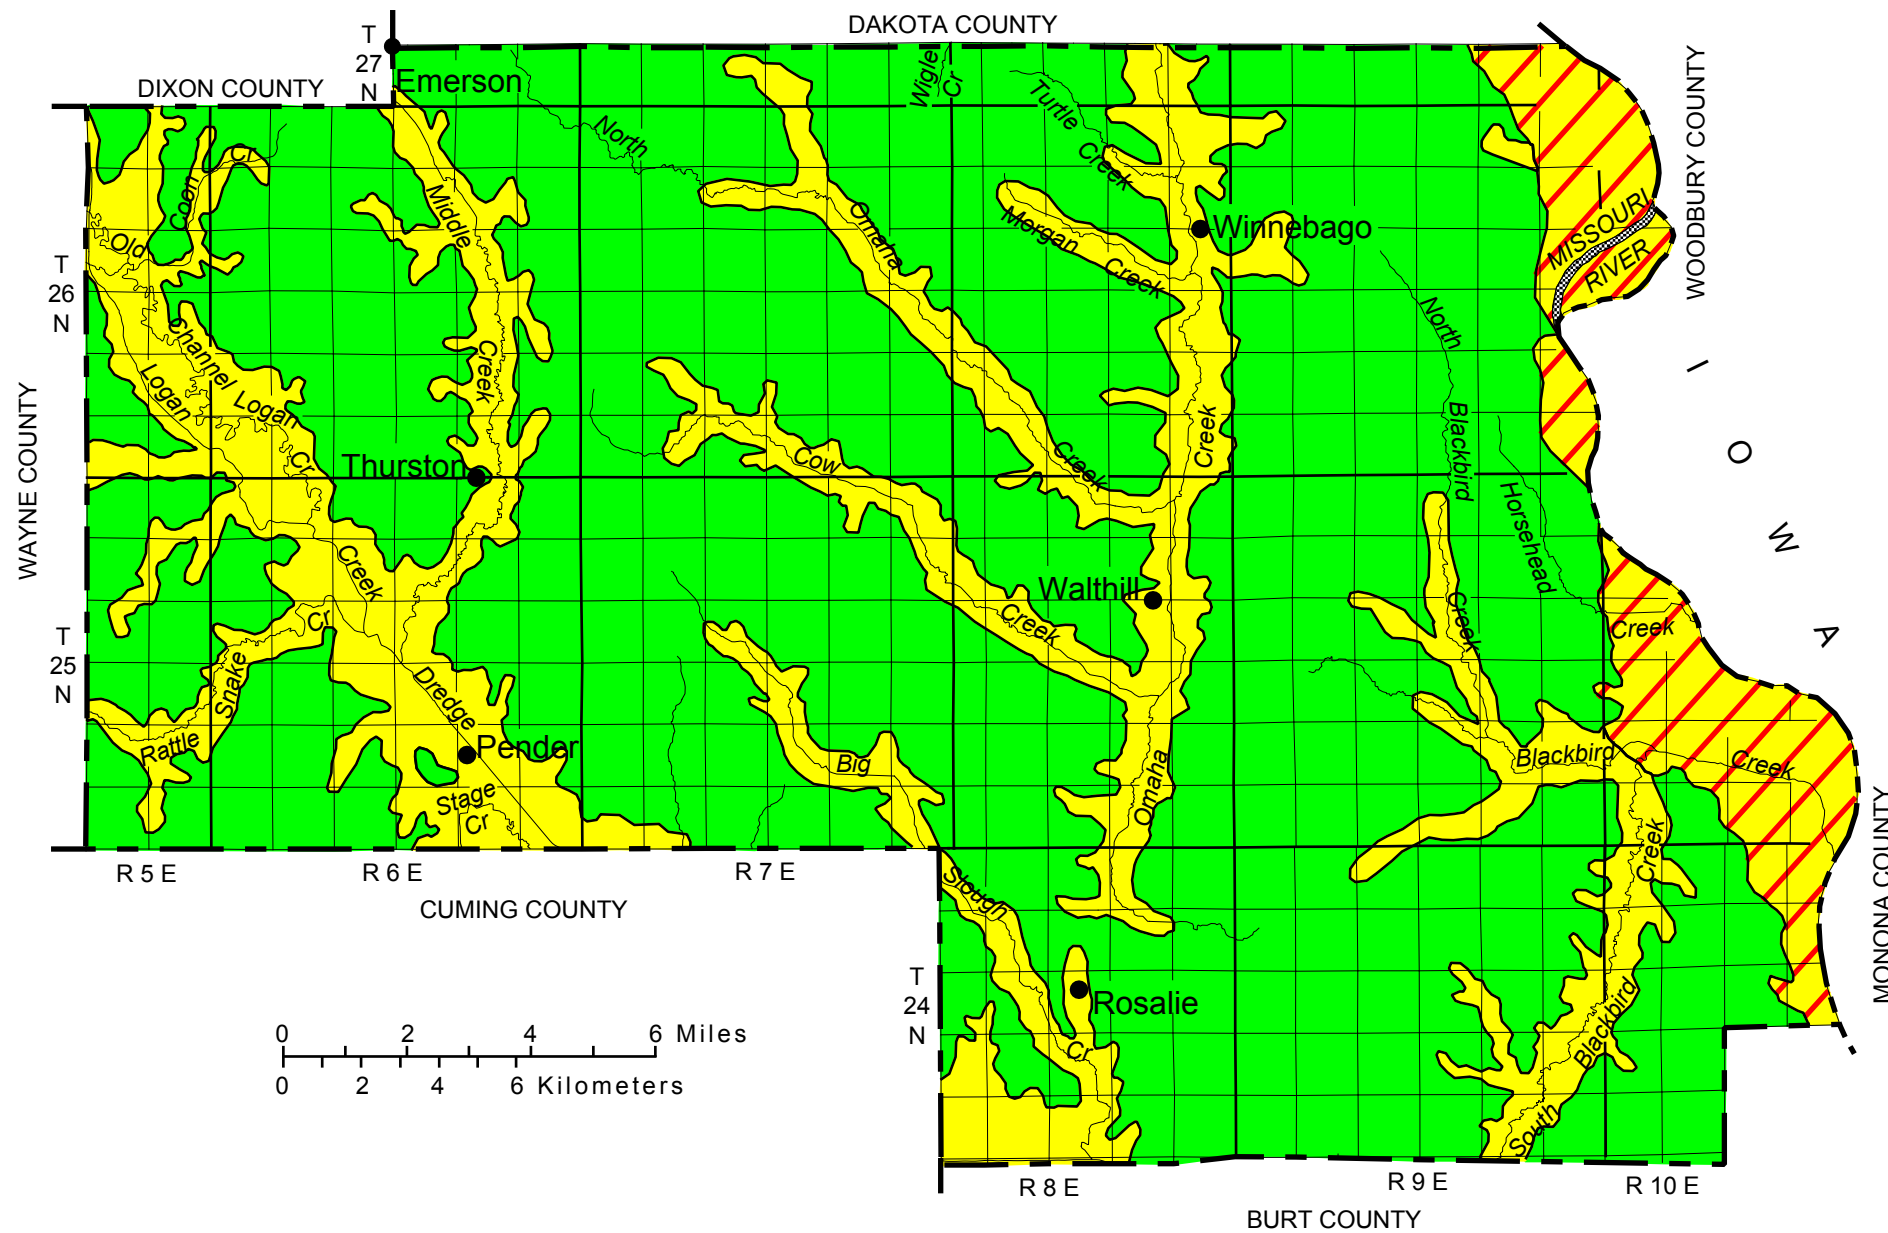 DAKOTA COUNTY
T
27
N
DIXON COUNTY
Emerson
Wigle
Cr
WOODBURY COUNTY
North
Turtle
Creek
Cr
Coon
Middle
Old
Omaha
Morgan
Creek
Winnebago
MISSOURI
RIVER
T
26
N
North
Channel
Logan
Logan
Cr
Creek
I
O
W
A
WAYNE COUNTY
Thurston
Cow
Creek
Creek
Blackbird
Horsehead
Creek
Walthill
Creek
Creek
Creek
Cr
T
25
N
Snake
Rattle
Dredge
Pender
Stage
Cr
Big
Omaha
Blackbird
Creek
MONONA COUNTY
R 5 E
R 6 E
R 7 E
Slough
Creek
CUMING COUNTY
T
24
N
Rosalie
Cr
Blackbird
South
0 2 4 6 Miles
0 2 4 6 Kilometers
R 8 E
R 9 E
R 10 E
BURT COUNTY